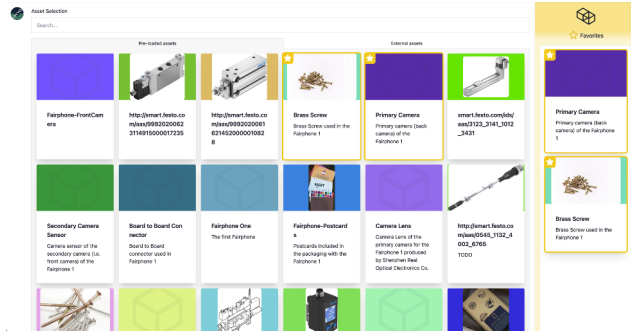 Asset Selection
Search...
Pre-loaded assets
External assets
Favorites
Fairphone-FrontCam
era
http://smart.festo.co
m/aas/9992020062
3114915000017235
http://smart.festo.co
m/aas/9992020061
621452000001082
8
Brass Screw
Brass Screw used in the
Fairphone 1
Primary Camera
Primary camera (back
camera) of the
Fairphone 1
smart.festo.com/ids/
aas/3123_3141_1012
_3431
Primary Camera
Primary camera (back
camera) of the Fairphone
1
Secondary Camera
Sensor
Camera sensor of the
secondary camera (i.e.
front camera) of the
Fairphone 1
Board to Board Con
nector
Board to Board
connector used in
Fairphone 1
Fairphone One
The first Fairphone
Fairphone-Postcard
s
Postcards included in
the packaging with the
Fairphone 1
Camera Lens
Camera Lens of the
primary camera for the
Fairphone 1 produced
by Shenzhen Reel
Optical Electronics Co.
http://smart.festo.co
m/aas/0545_1132_4
002_6765
TODO
Brass Screw
Brass Screw used in the
Fairphone 1